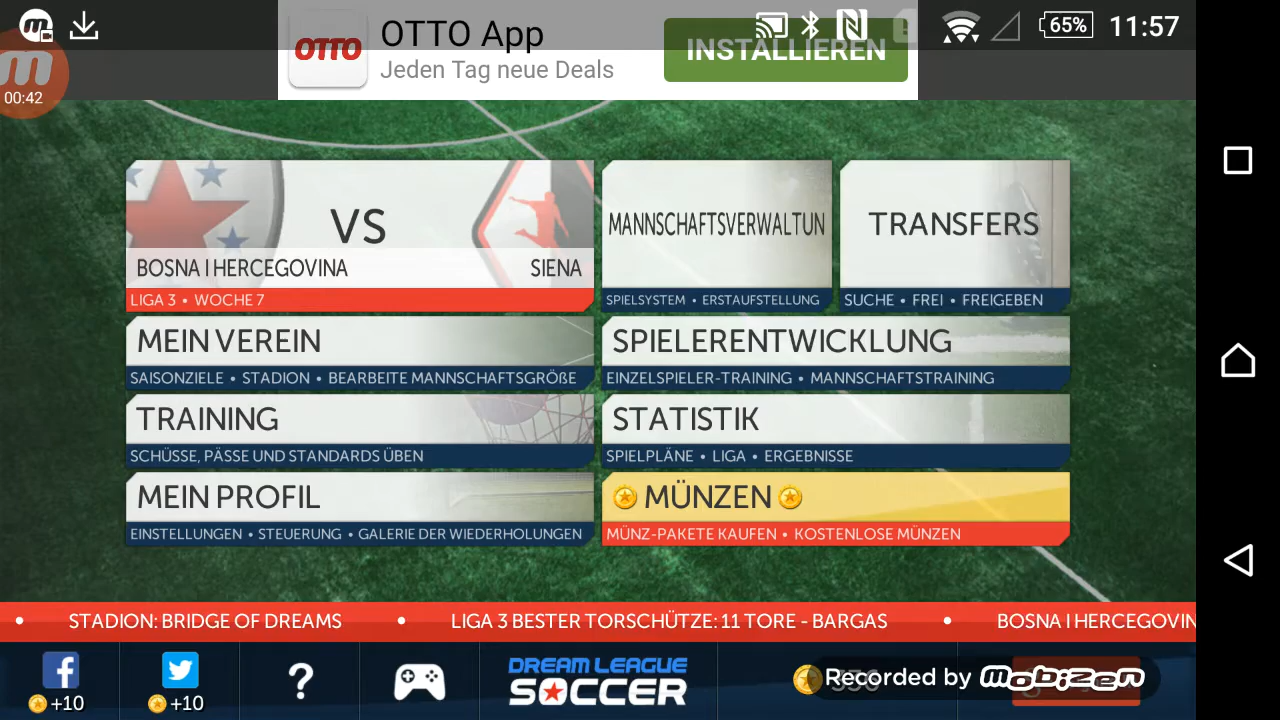 OTTO
OTTO App
Jeden Tag neue Deals
INSTALLIEREN
65%
11:57
00:42
VS
BOSNA I HERCEGOVINA
SIENA
LIGA 3 • WOCHE 7
MANNSCHAFTSVERWALTUN
SPIELSYSTEM • ERSTAUFSTELLUNG
TRANSFERS
SUCHE • FREI • FREIGEBEN
MEIN VEREIN
SAISONZIELE • STADION • BEARBEITE MANNSCHAFTSGRÖßE
SPIELERENTWICKLUNG
EINZELSPIELER-TRAINING • MANNSCHAFTSTRAINING
TRAINING
SCHÜSSE, PÄSSE UND STANDARDS ÜBEN
STATISTIK
SPIELPLÄNE • LIGA • ERGEBNISSE
MEIN PROFIL
EINSTELLUNGEN • STEUERUNG • GALERIE DER WIEDERHOLUNGEN
MÜNZEN
MÜNZ-PAKETE KAUFEN • KOSTENLOSE MÜNZEN
• STADION: BRIDGE OF DREAMS • LIGA 3 BESTER TORSCHÜTZE: 11 TORE - BARGAS • BOSNA I HERCEGOVIN
+10
+10
?
DREAM LEAGUE
SOCCER
Recorded by mobizen